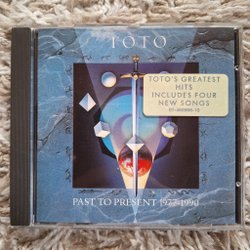 TOTO
TOTO'S GREATEST
HITS
INCLUDES FOUR
NEW SONGS
PAST TO PRESENT 1977-1990